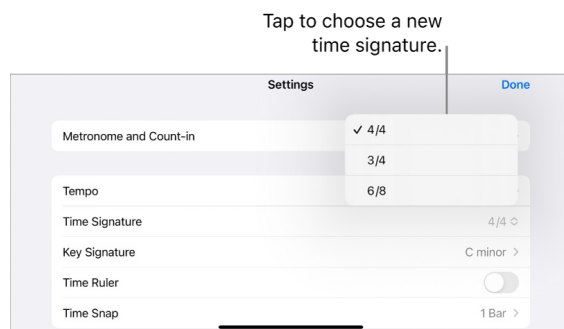 Tap to choose a new
time signature.
Settings
Done
Metronome and Count-in
✓ 4/4
3/4
6/8
Tempo
Time Signature
4/4
Key Signature
C minor
Time Ruler
Time Snap
1 Bar